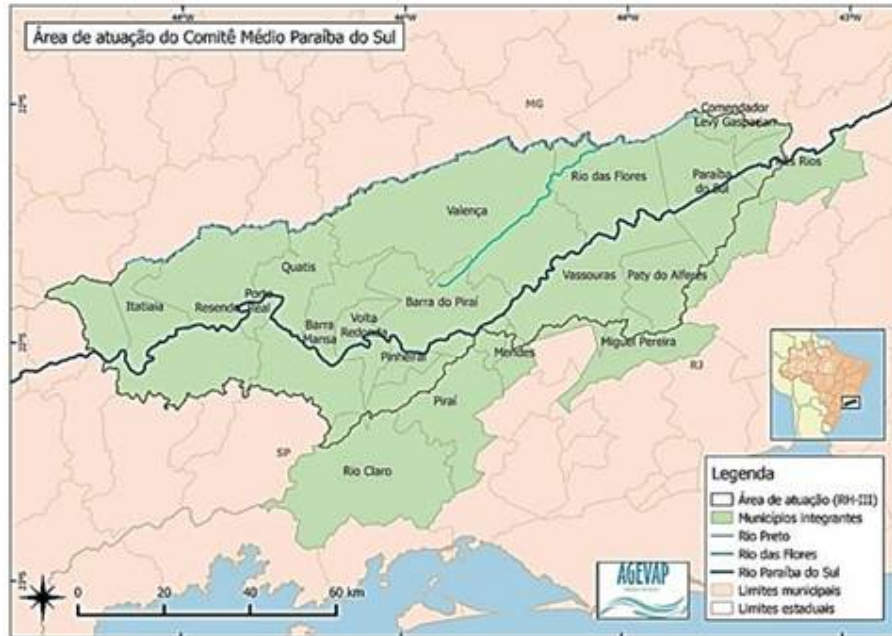 Área de atuação do Comitê Médio Paraíba do Sul
44°W
43°W
MG
Comendador
Levy Gasparian
Três Rios
Rio das Flores
Paraíba
do Sul
Valença
Quatis
Vassouras
Paty do Alferes
Itatiaia
Resende
Porto
Real
Barra do Piraí
Barra
Mansa
Volta
Redonda
Pinheiral
Mendes
Miguel Pereira
RJ
Piraí
SP
Rio Claro
Legenda
Área de atuação (RH-III)
Municípios integrantes
Rio Preto
Rio das Flores
Rio Paraíba do Sul
Limites municipais
Limites estaduais
AGEVAP
0 20 40 60 km